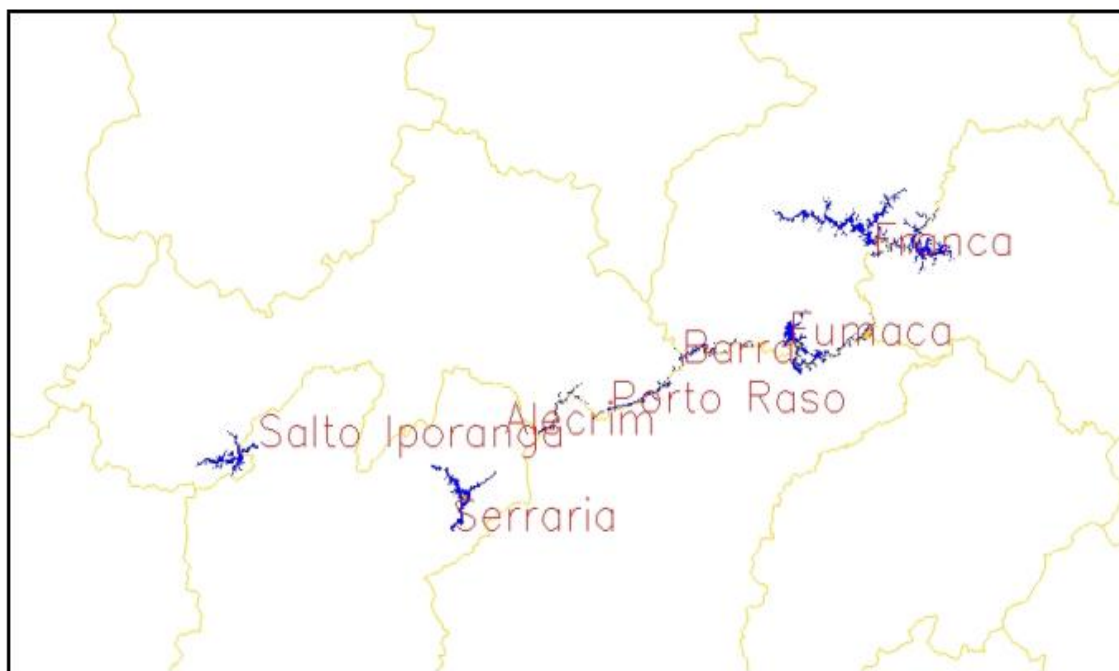 Franca
Fumaca
Barra
Porto Raso
Alecrim
Salto Iporanga
Serraria